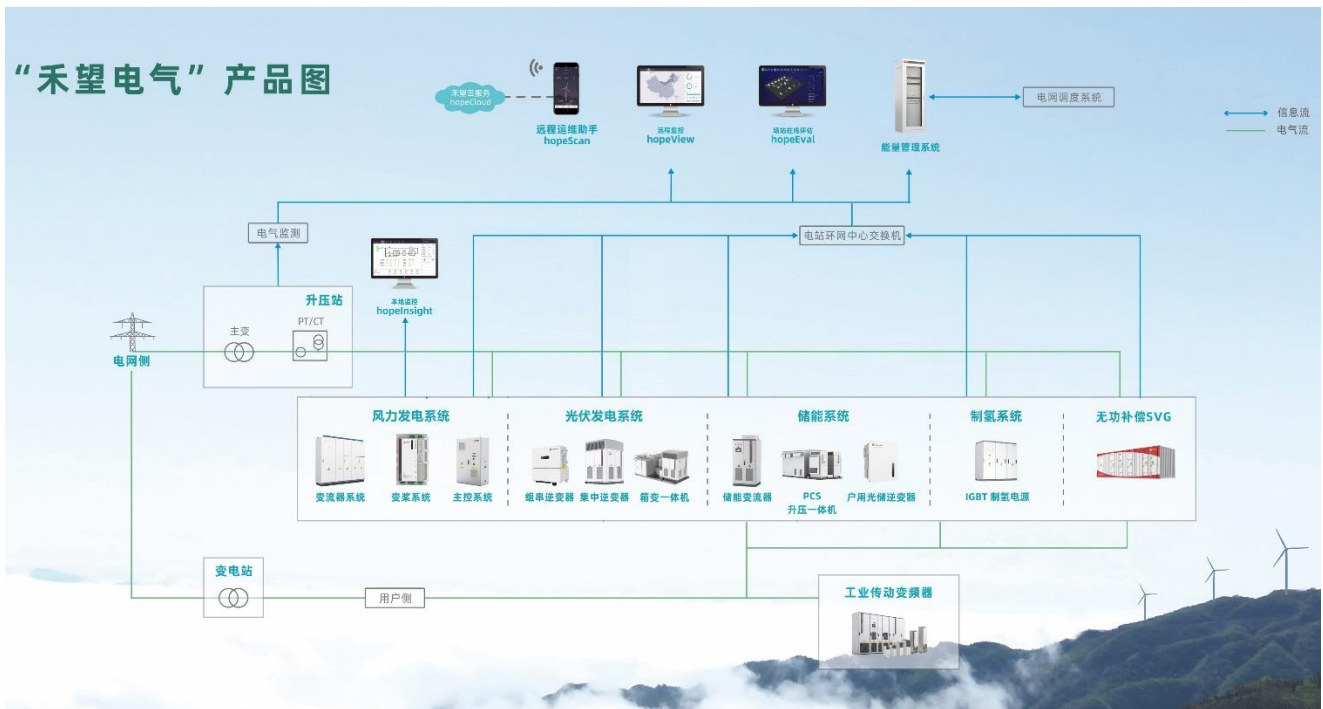 “禾望电气”产品图
禾望云服务
hopeCloud
远程运维助手
hopeScan
远程监控
hopeView
场站在线评估
hopeEval
能量管理系统
电网调度系统
信息流
电气流
电气监测
电站环网中心交换机
本地监控
hopeInsight
升压站
主变
PT/CT
电网侧
风力发电系统
光伏发电系统
储能系统
制氢系统
无功补偿SVG
变流器系统
变桨系统
主控系统
组串逆变器
集中逆变器
箱变一体机
储能变流器
PCS
升压一体机
户用光储逆变器
IGBT 制氢电源
变电站
用户侧
工业传动变频器